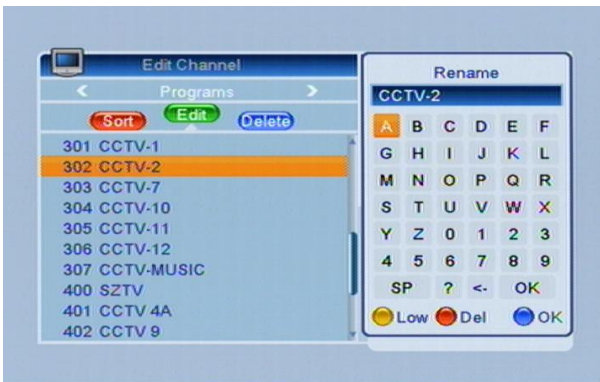 Edit Channel
< Programs >
Sort Edit Delete
301 CCTV-1
302 CCTV-2
303 CCTV-7
304 CCTV-10
305 CCTV-11
306 CCTV-12
307 CCTV-MUSIC
400 SZTV
401 CCTV 4A
402 CCTV 9
Rename
CCTV-2
A B C D E F
G H I J K L
M N O P Q R
S T U V W X
Y Z 0 1 2 3
4 5 6 7 8 9
SP ? <- OK
Low Del OK